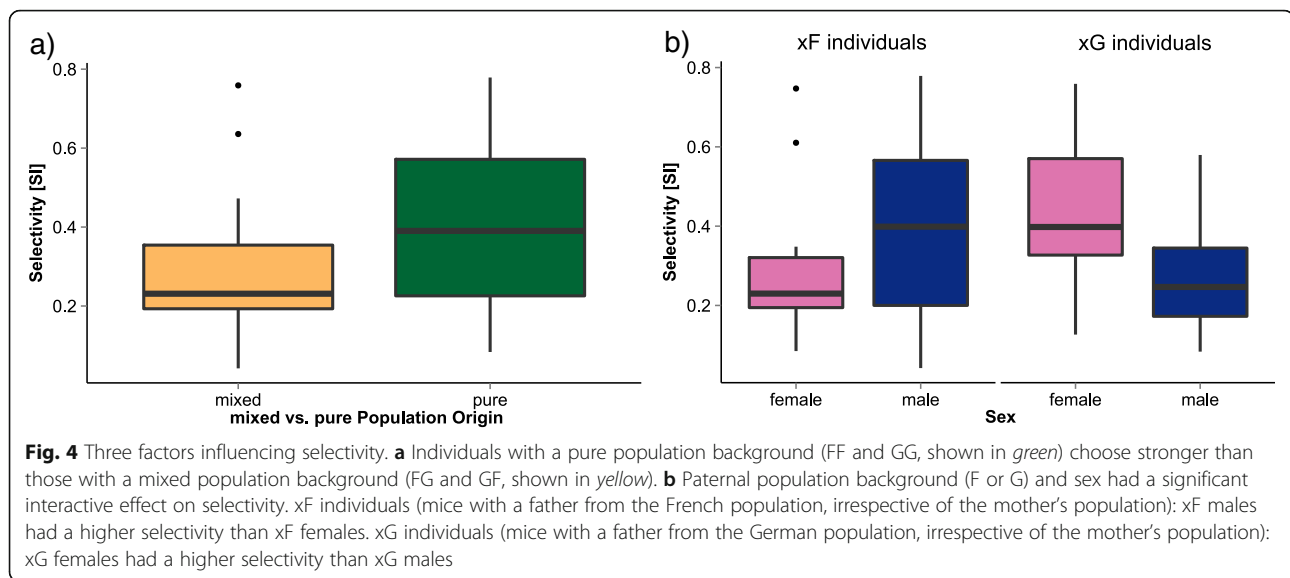 a)
0.8
0.6
0.4
0.2
Selectivity [SI]
mixed
pure
mixed vs. pure Population Origin
b)
xF individuals
xG individuals
0.8
0.6
0.4
0.2
Selectivity [SI]
female
male
female
male
Sex
Fig. 4 Three factors influencing selectivity. a Individuals with a pure population background (FF and GG, shown in green) choose stronger than
those with a mixed population background (FG and GF, shown in yellow). b Paternal population background (F or G) and sex had a significant
interactive effect on selectivity. xF individuals (mice with a father from the French population, irrespective of the mother's population): xF males
had a higher selectivity than xF females. xG individuals (mice with a father from the German population, irrespective of the mother's population):
xG females had a higher selectivity than xG males